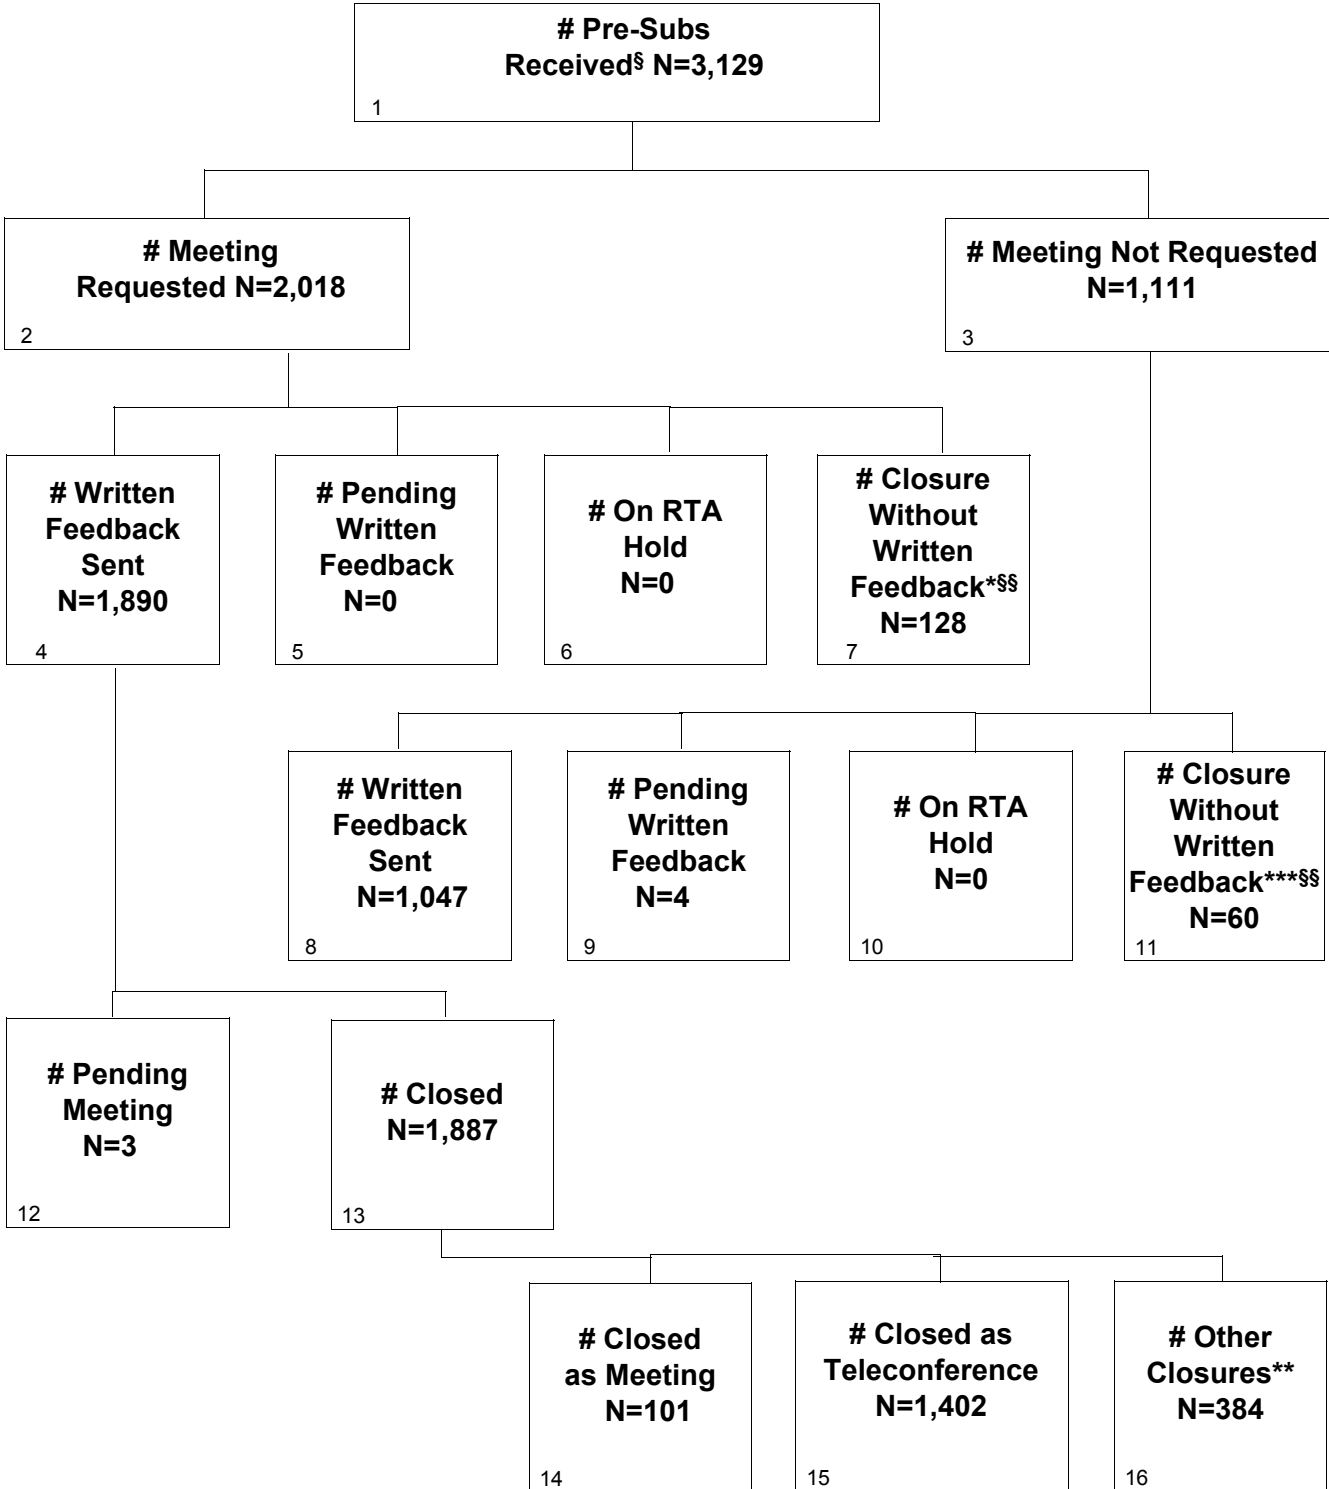 # Pre-Subs
Received§ N=3,129
1
# Meeting
Requested N=2,018
2
# Meeting Not Requested
N=1,111
3
# Written
Feedback
Sent
N=1,890
4
# Pending
Written
Feedback
N=0
5
# On RTA
Hold
N=0
6
# Closure
Without
Written
Feedback*§§
N=128
7
# Written
Feedback
Sent
N=1,047
8
# Pending
Written
Feedback
N=4
9
# On RTA
Hold
N=0
10
# Closure
Without
Written
Feedback***§§
N=60
11
# Pending
Meeting
N=3
12
# Closed
N=1,887
13
# Closed
as Meeting
N=101
14
# Closed as
Teleconference
N=1,402
15
# Other
Closures**
N=384
16